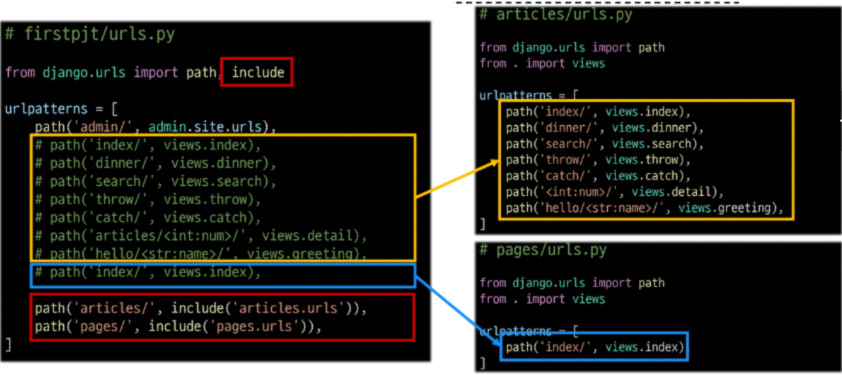 # firstpjt/urls.py
from django.urls import path, include
urlpatterns = [
path('admin/', admin.site.urls),
# path('index/', views.index),
# path('dinner/', views.dinner),
# path('search/', views.search),
# path('throw/', views.throw),
# path('catch/', views.catch),
# path('articles/<int:num>/', views.detail),
# path('hello/<str:name>/', views.greeting),
# path('index/', views.index),
path('articles/', include('articles.urls')),
path('pages/', include('pages.urls')),
]
# articles/urls.py
from django.urls import path
from . import views
urlpatterns = [
path('index/', views.index),
path('dinner/', views.dinner),
path('search/', views.search),
path('throw/', views.throw),
path('catch/', views.catch),
path('<int:num>/', views.detail),
path('hello/<str:name>/', views.greeting),
]
# pages/urls.py
from django.urls import path
from . import views
urlpatterns = [
path('index/', views.index)
]